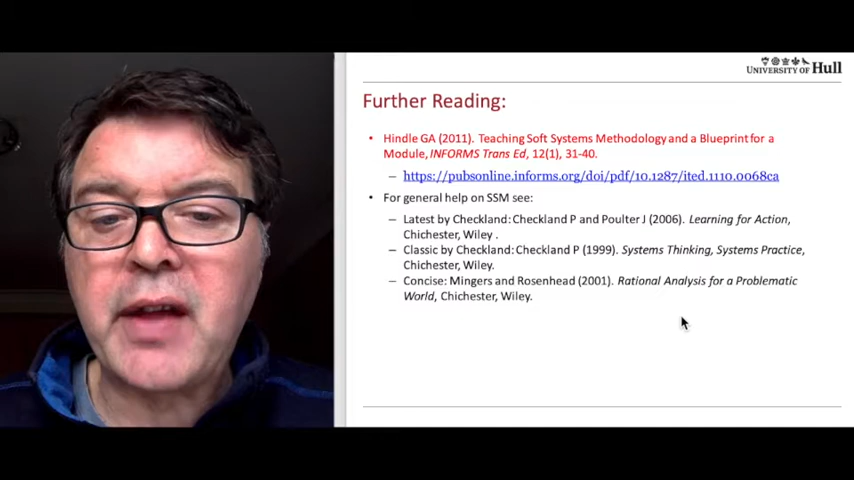 UNIVERSITY OF Hull
Further Reading:
• Hindle GA (2011). Teaching Soft Systems Methodology and a Blueprint for a
Module, INFORMS Trans Ed, 12(1), 31-40.
– https://pubsonline.informs.org/doi/pdf/10.1287/ited.1110.0068ca
• For general help on SSM see:
– Latest by Checkland: Checkland P and Poulter J (2006). Learning for Action,
Chichester, Wiley .
– Classic by Checkland: Checkland P (1999). Systems Thinking, Systems Practice,
Chichester, Wiley.
– Concise: Mingers and Rosenhead (2001). Rational Analysis for a Problematic
World, Chichester, Wiley.